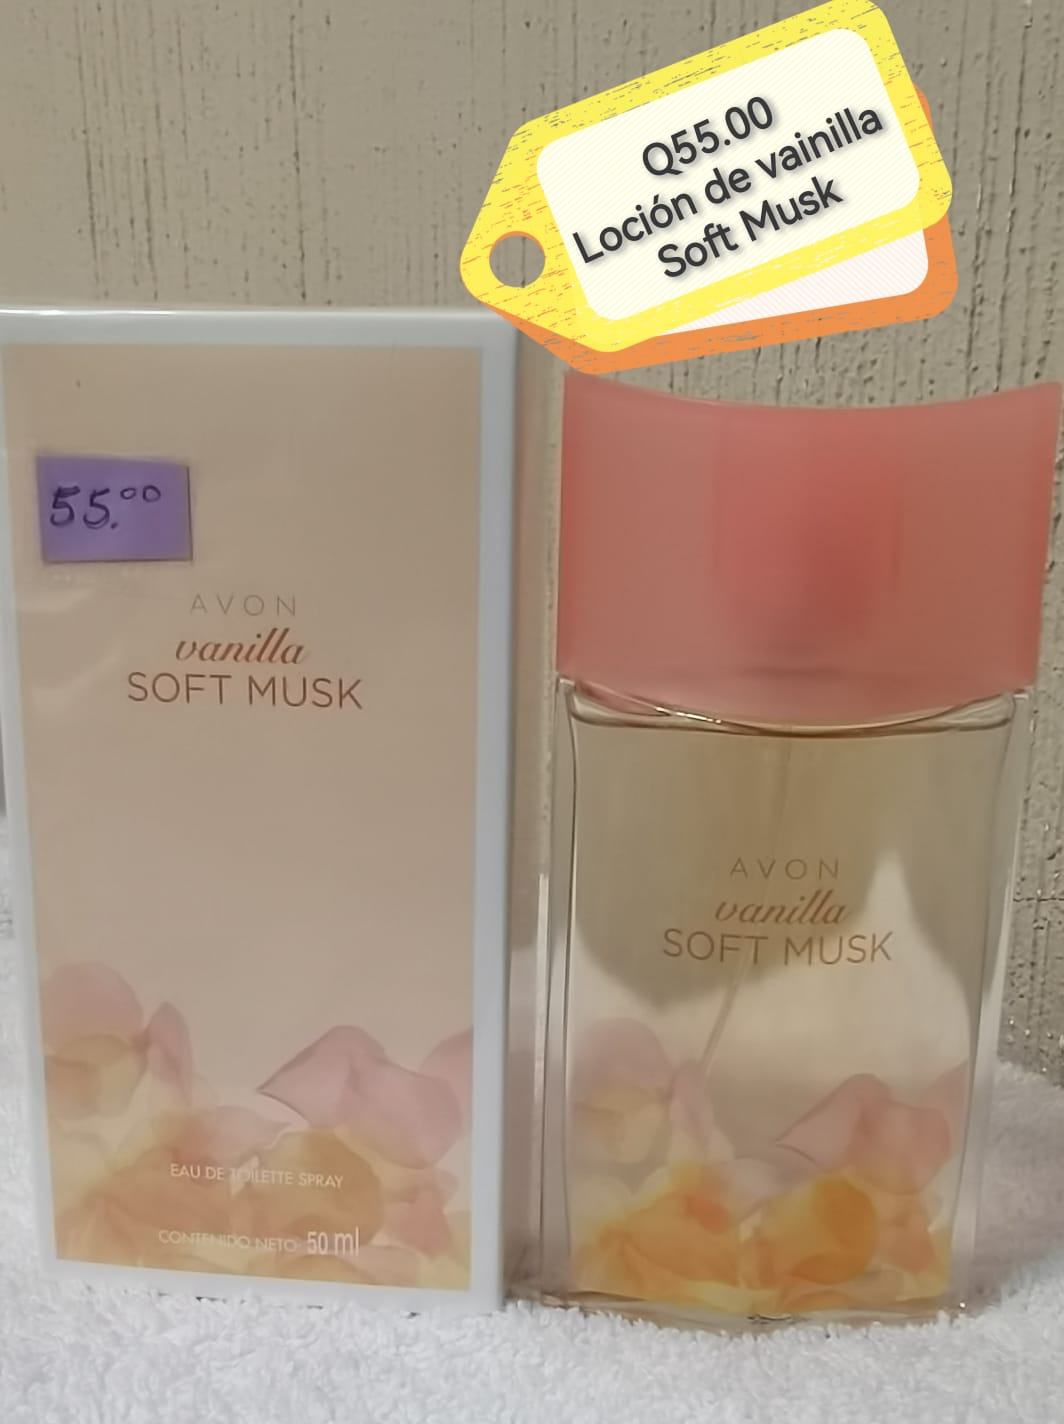 Q55.00
Loción de vainilla
Soft Musk
55.00
AVON
vanilla
SOFT MUSK
EAU DE TOILETTE SPRAY
CONTENIDO NETO: 50 ml
AVON
vanilla
SOFT MUSK